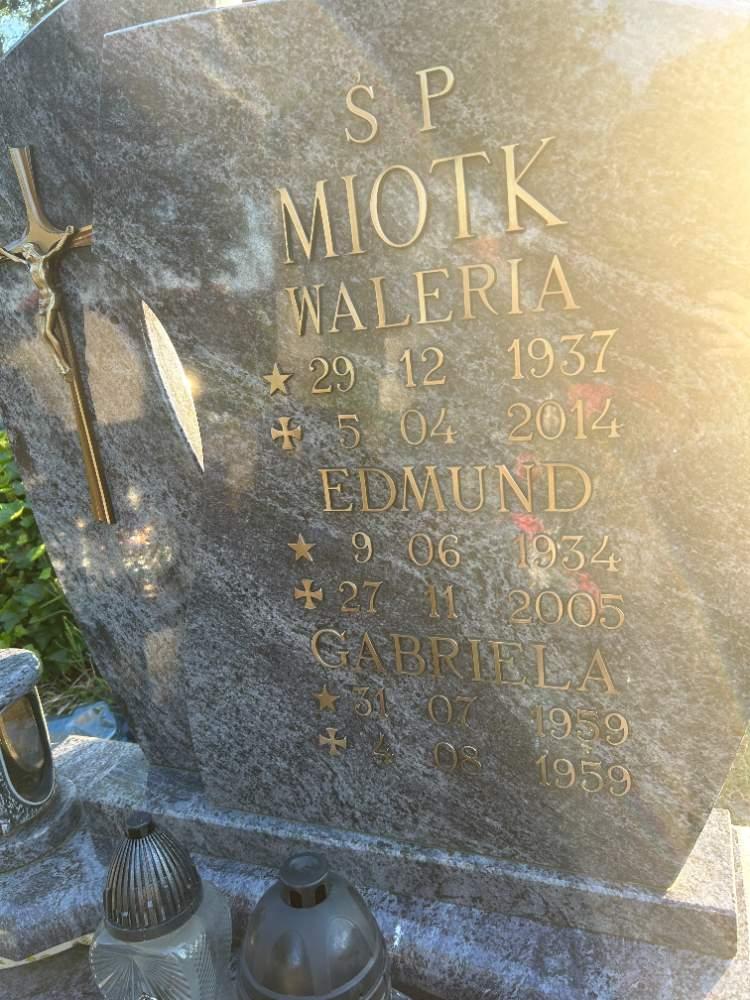 Ś P
MIOTK
WALERIA
★ 29 12 1937
✠ 5 04 2014
EDMUND
★ 9 06 1934
✠ 27 11 2005
GABRIELA
★ 31 07 1959
✠ 4 08 1959